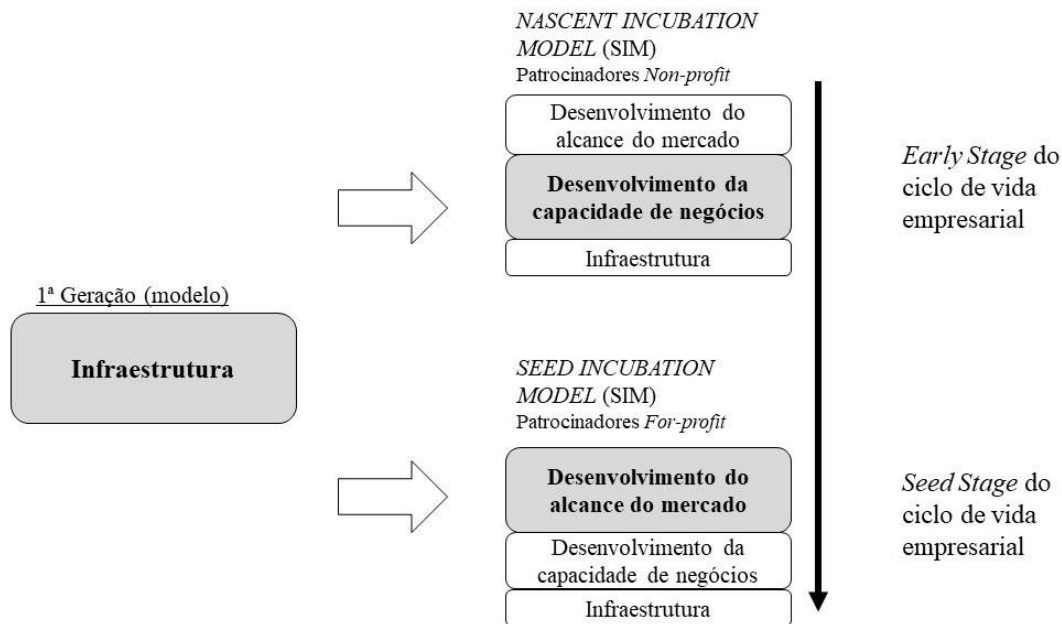 1ª Geração (modelo)
Infraestrutura
NASCENT INCUBATION
MODEL (SIM)
Patrocinadores Non-profit
Desenvolvimento do
alcance do mercado
Desenvolvimento da
capacidade de negócios
Infraestrutura
Early Stage do
ciclo de vida
empresarial
SEED INCUBATION
MODEL (SIM)
Patrocinadores For-profit
Desenvolvimento do
alcance do mercado
Desenvolvimento da
capacidade de negócios
Infraestrutura
Seed Stage do
ciclo de vida
empresarial